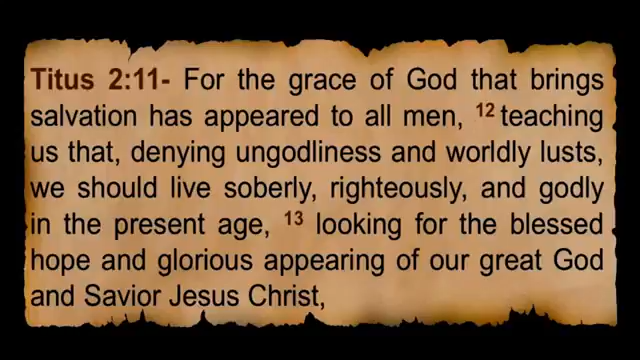 Titus 2:11- For the grace of God that brings
salvation has appeared to all men, 12 teaching
us that, denying ungodliness and worldly lusts,
we should live soberly, righteously, and godly
in the present age, 13 looking for the blessed
hope and glorious appearing of our great God
and Savior Jesus Christ,